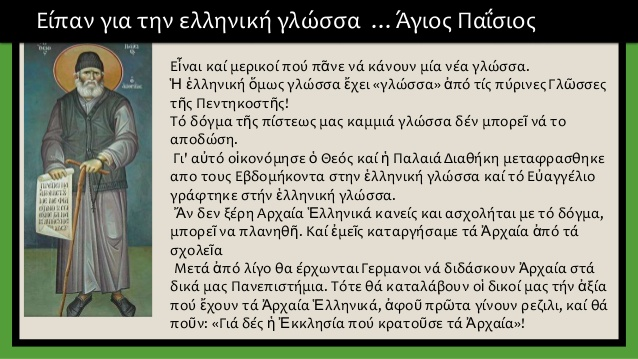 Είπαν για την ελληνική γλώσσα ... Άγιος Παΐσιος
Εἶναι καί μερικοί πού πᾶνε νά κάνουν μία νέα γλώσσα.
Ἡ ἑλληνική ὅμως γλώσσα ἔχει «γλώσσα» ἀπό τίς πύρινες Γλῶσσες
τῆς Πεντηκοστῆς!
Τό δόγμα τῆς πίστεως μας καμμιά γλώσσα δέν μπορεῖ νά το
αποδώση.
Γι' αὐτό οἰκονόμησε ὁ Θεός καί ἡ Παλαιά Διαθήκη μεταφρασθηκε
απο τους Εβδομήκοντα στην ἑλληνική γλώσσα καί τό Εὐαγγέλιο
γράφτηκε στήν ἑλληνική γλώσσα.
Ἄν δεν ξέρη Αρχαία Ἑλληνικά κανείς και ασχολήται με τό δόγμα,
μπορεῖ να πλανηθῆ. Καί ἐμεῖς καταργήσαμε τά Ἀρχαία ἀπό τά
σχολεῖα
Μετά ἀπό λίγο θα έρχωνται Γερμανοι νά διδάσκουν Ἀρχαία στά
δικά μας Πανεπιστήμια. Τότε θά καταλάβουν οἱ δικοί μας τήν ἀξία
πού ἔχουν τά Ἀρχαία Ἑλληνικά, ἀφοῦ πρῶτα γίνουν ρεζιλι, καί θά
ποῦν: «Γιά δές ἡ Ἐκκλησία πού κρατοῦσε τά Ἀρχαία»!